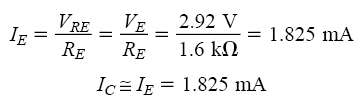 I_E = V_RE / R_E = V_E / R_E = 2.92 V / 1.6 kΩ = 1.825 mA
I_C ≅ I_E = 1.825 mA